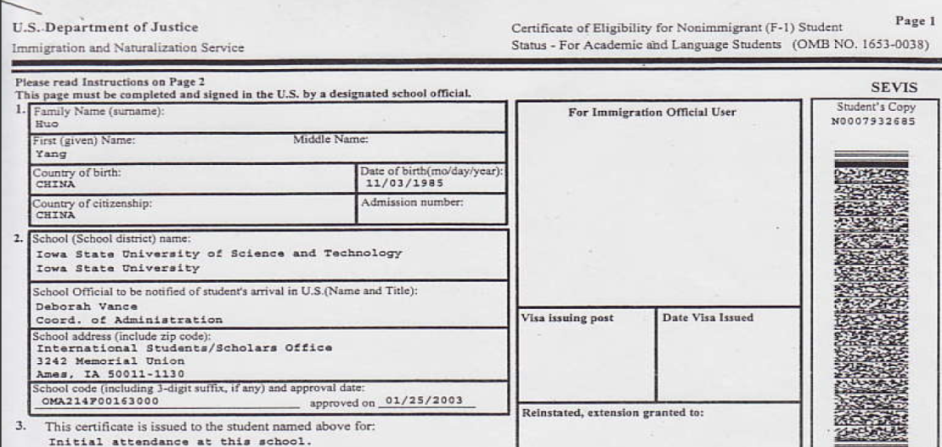 U.S. Department of Justice
Immigration and Naturalization Service
Certificate of Eligibility for Nonimmigrant (F-1) Student
Status - For Academic and Language Students (OMB NO. 1653-0038)
Page 1
Please read Instructions on Page 2
This page must be completed and signed in the U.S. by a designated school official.
SEVIS
1. Family Name (surname):
Huo
First (given) Name: Middle Name:
Yang
Country of birth: Date of birth(mo/day/year):
CHINA 11/03/1985
Country of citizenship: Admission number:
CHINA
2. School (School district) name:
Iowa State University of Science and Technology
Iowa State University
School Official to be notified of student's arrival in U.S.(Name and Title):
Deborah Vance
Coord. of Administration
School address (include zip code):
International Students/Scholars Office
3242 Memorial Union
Ames, IA 50011-1130
School code (including 3-digit suffix, if any) and approval date:
OMA214F00163000 approved on 01/25/2003
3. This certificate is issued to the student named above for:
Initial attendance at this school.
For Immigration Official User
Visa issuing post Date Visa Issued
Reinstated, extension granted to:
Student's Copy
N0007932685